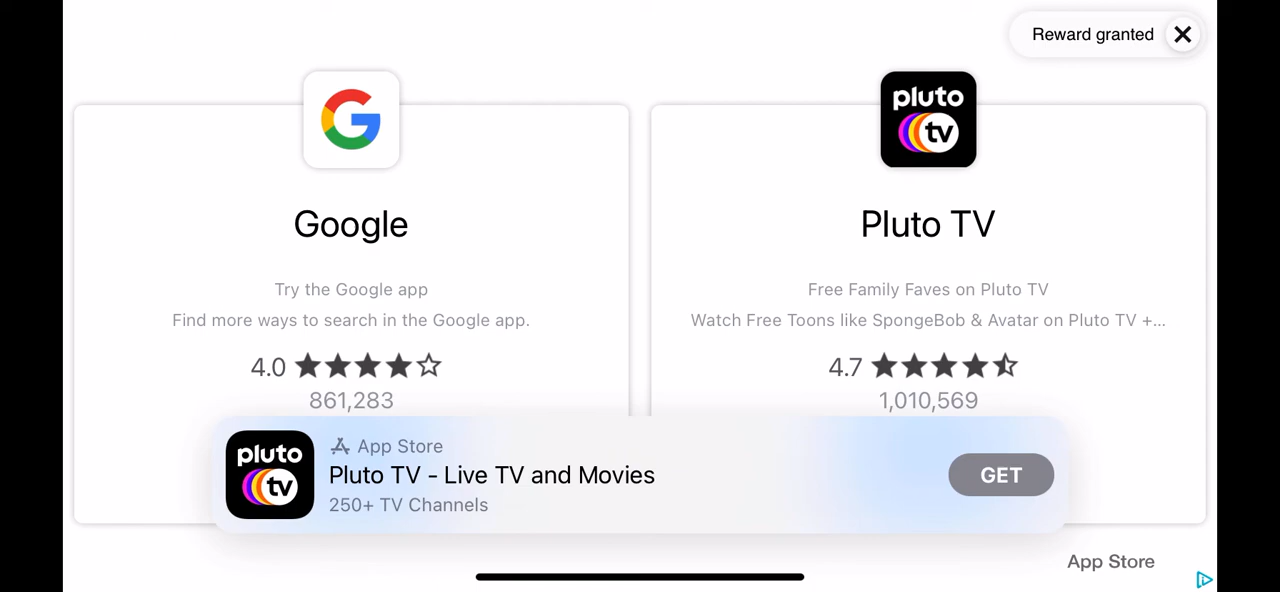 Reward granted
pluto tv
Google
Pluto TV
Try the Google app
Find more ways to search in the Google app.
Free Family Faves on Pluto TV
Watch Free Toons like SpongeBob & Avatar on Pluto TV +...
4.0
861,283
4.7
1,010,569
pluto tv
App Store
Pluto TV - Live TV and Movies
250+ TV Channels
GET
App Store